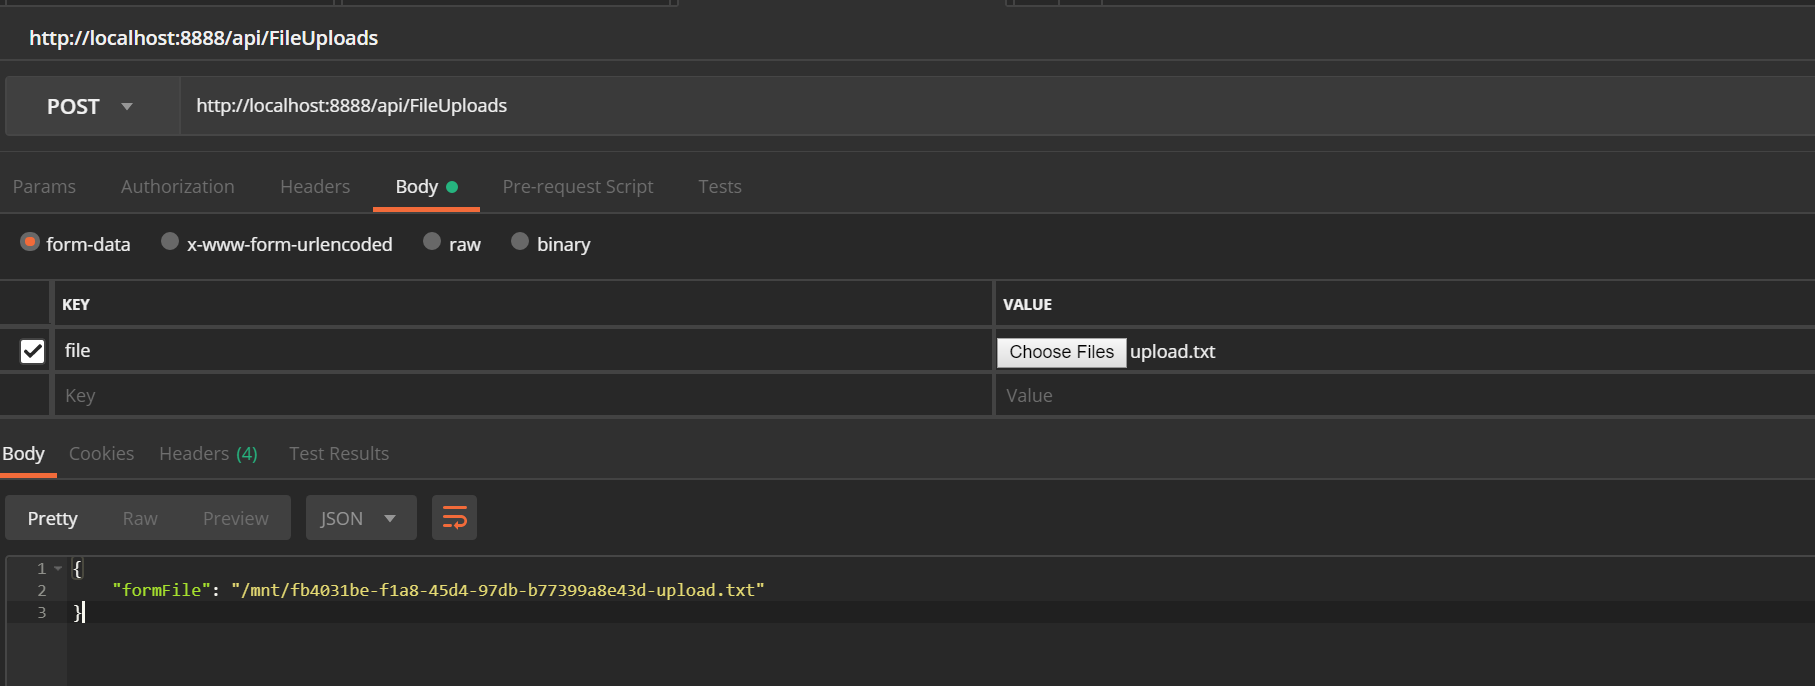 http://localhost:8888/api/FileUploads
POST http://localhost:8888/api/FileUploads
Params Authorization Headers Body Pre-request Script Tests
form-data x-www-form-urlencoded raw binary
KEY VALUE
file Choose Files upload.txt
Key Value
Body Cookies Headers (4) Test Results
Pretty Raw Preview JSON
1 {
2 "formFile": "/mnt/fb4031be-f1a8-45d4-97db-b77399a8e43d-upload.txt"
3 }